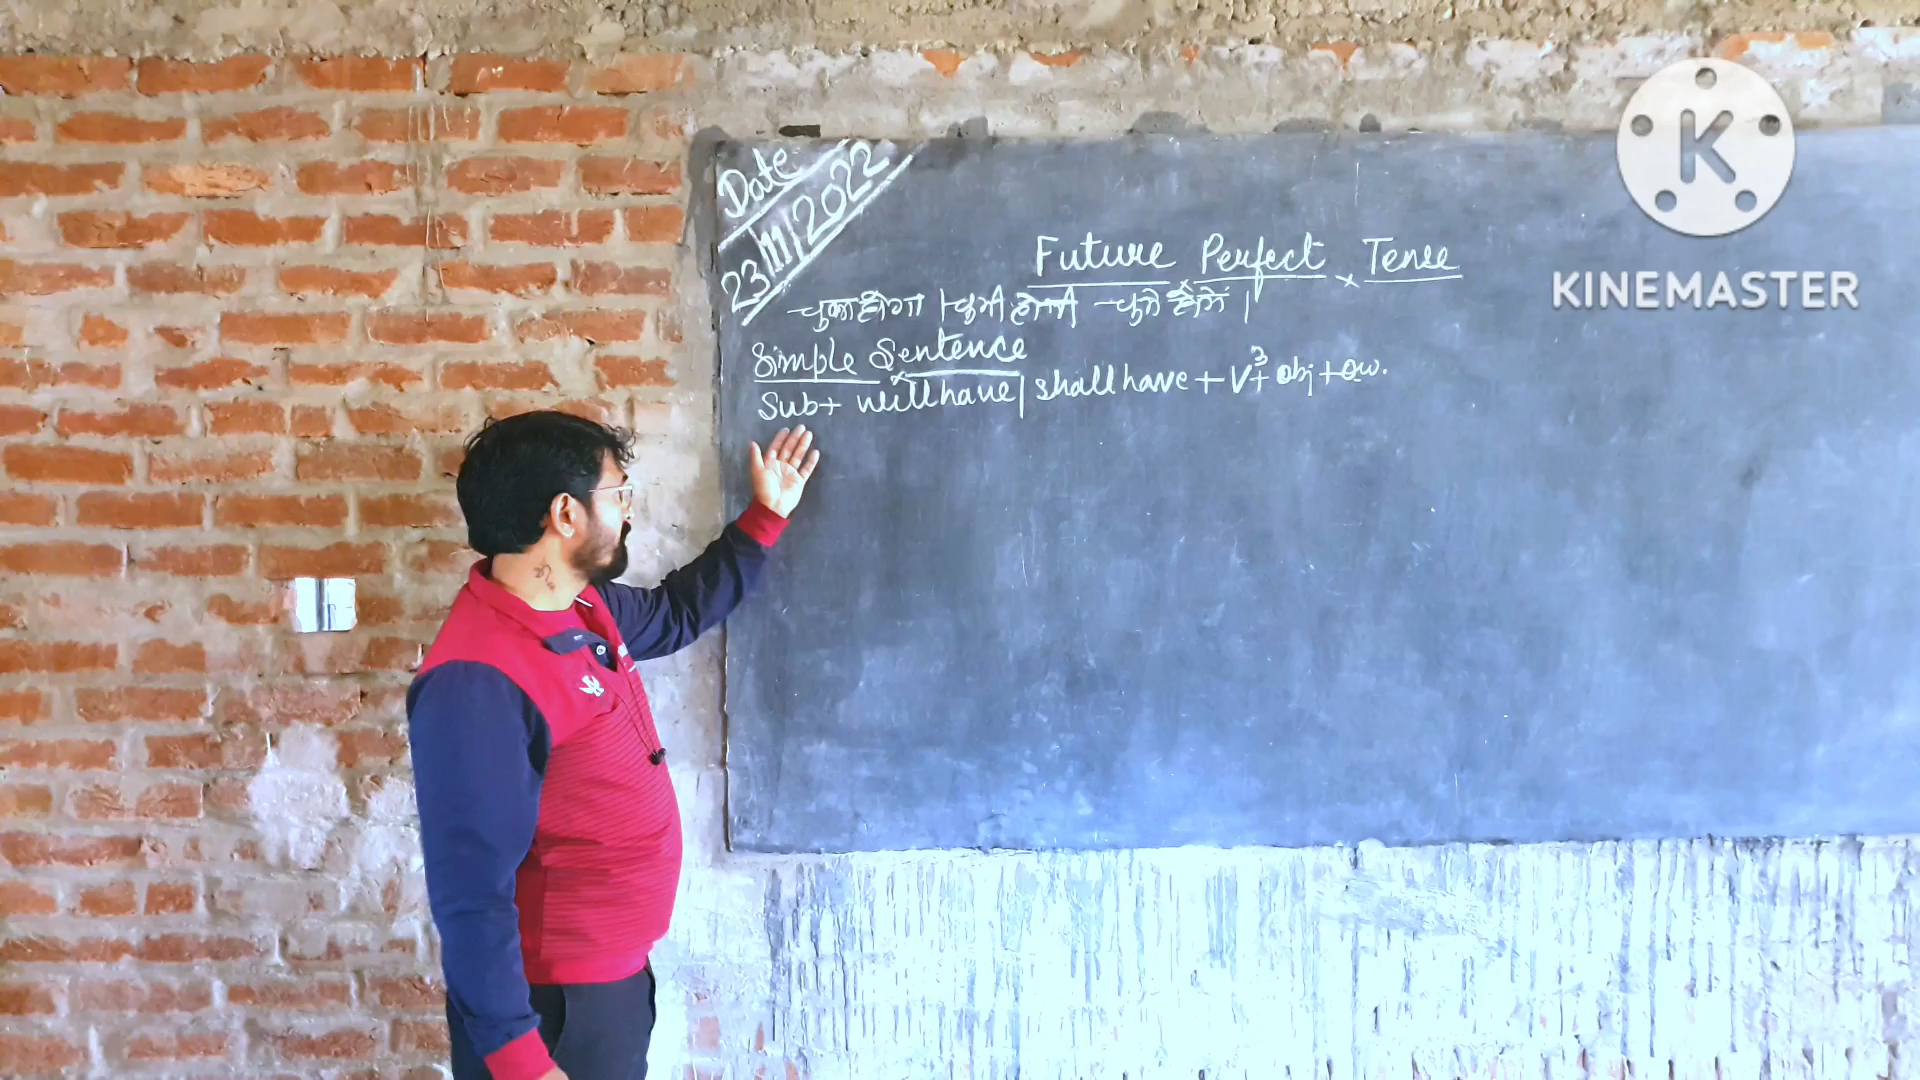 Date
23/11/2022
Future Perfect Tense
चुका होगा । चुकी होगी चुके होंगे ।
Simple Sentence
Sub + will have | shall have + V³ + obj + ow.
K
KINEMASTER